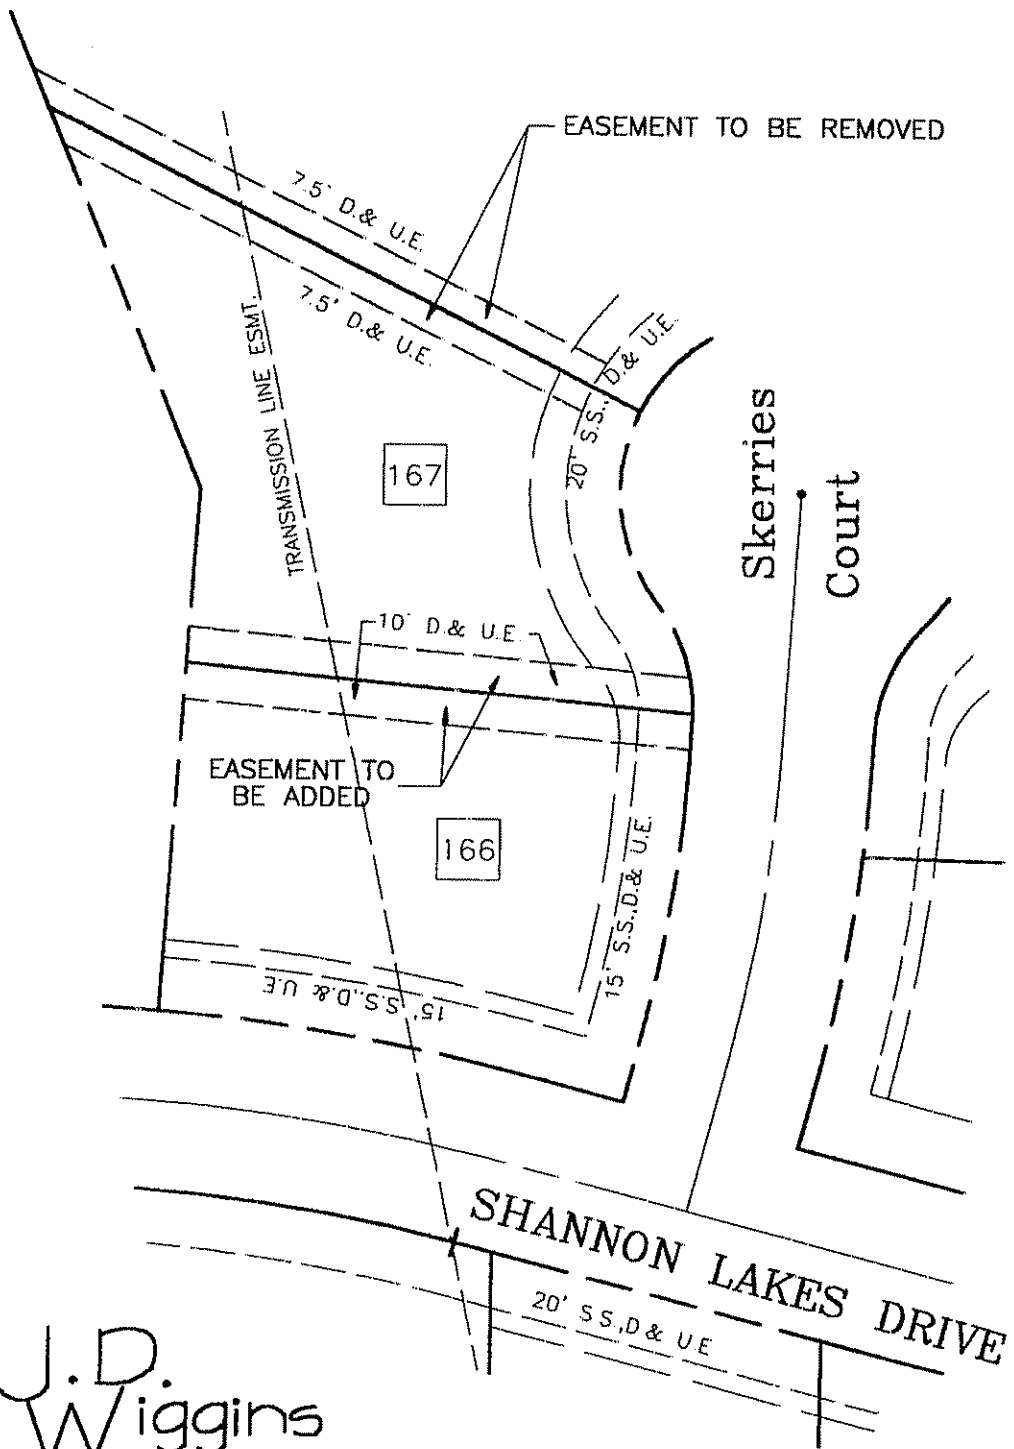 EASEMENT TO BE REMOVED
7.5' D.& U.E.
7.5' D.& U.E.
20' S.S., D.& U.E.
TRANSMISSION LINE ESMT.
167
Skerries
Court
10' D.& U.E.
EASEMENT TO
BE ADDED
166
15' S.S.,D.& U.E.
15', S.S.,D.& U.E
SHANNON LAKES DRIVE
20' S S.,D & U E
J.D.
Wiggins